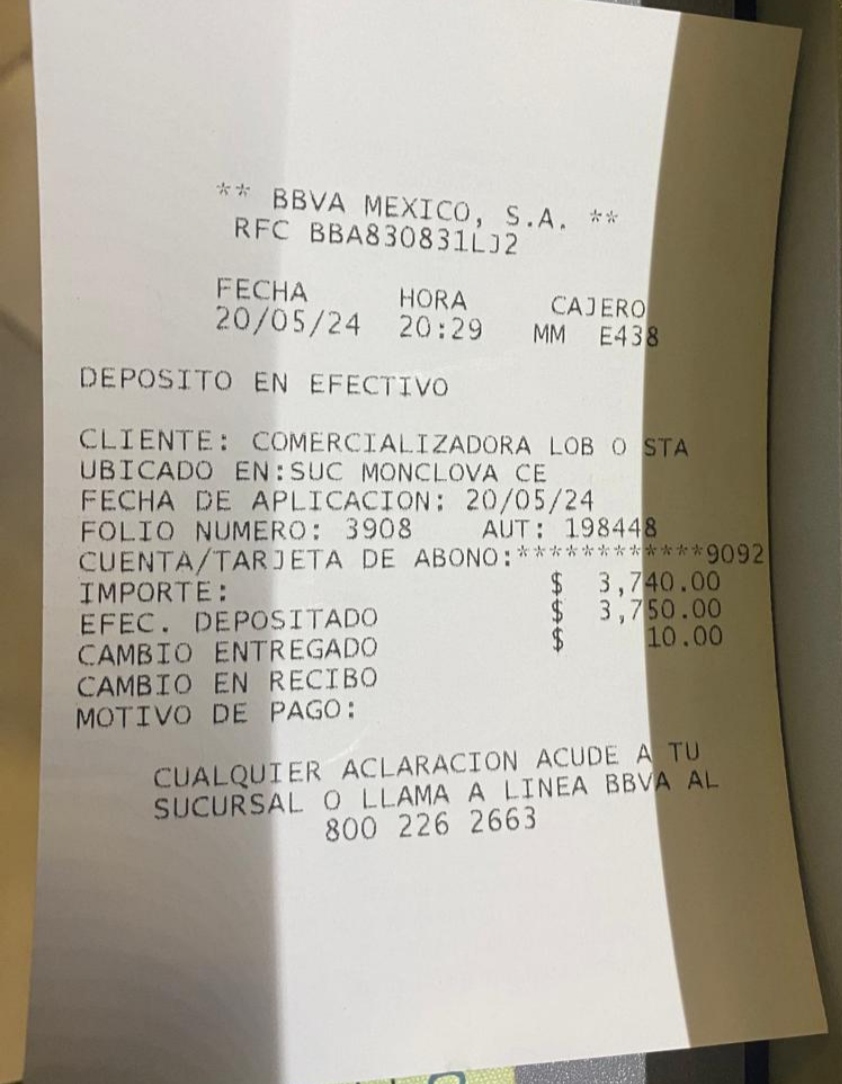 ** BBVA MEXICO, S.A. **
RFC BBA830831LJ2
FECHA HORA CAJERO
20/05/24 20:29 MM E438
DEPOSITO EN EFECTIVO
CLIENTE: COMERCIALIZADORA LOB O STA
UBICADO EN:SUC MONCLOVA CE
FECHA DE APLICACION: 20/05/24
FOLIO NUMERO: 3908 AUT: 198448
CUENTA/TARJETA DE ABONO:************9092
IMPORTE: $ 3,740.00
EFEC. DEPOSITADO $ 3,750.00
CAMBIO ENTREGADO $ 10.00
CAMBIO EN RECIBO
MOTIVO DE PAGO:
CUALQUIER ACLARACION ACUDE A TU
SUCURSAL O LLAMA A LINEA BBVA AL
800 226 2663